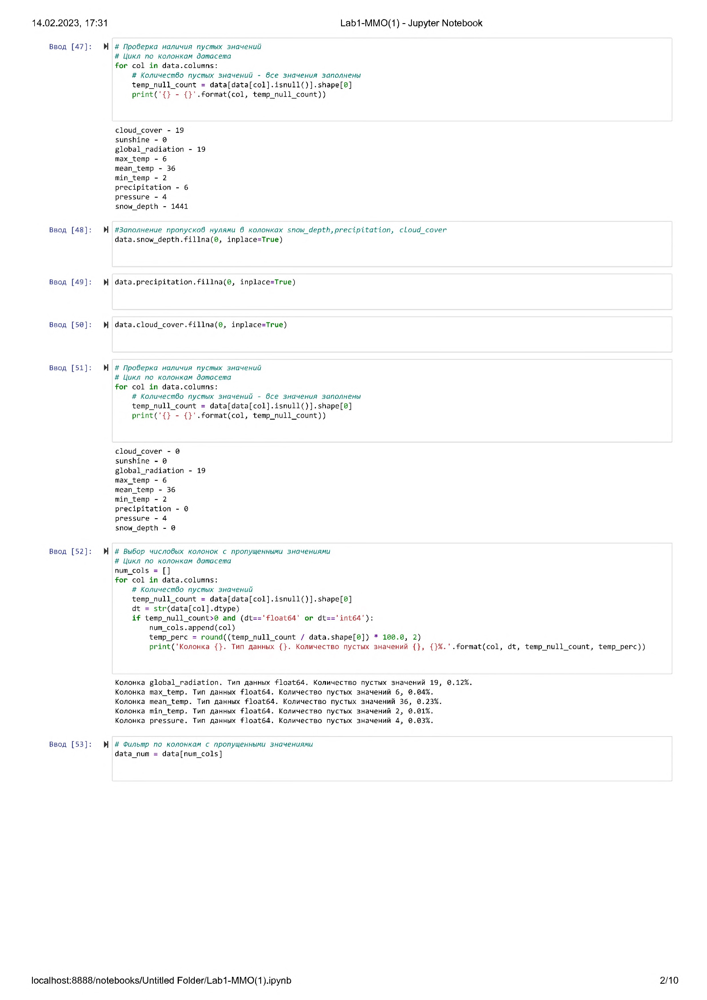 14.02.2023, 17:31
Lab1-MMO(1) - Jupyter Notebook
Ввод [47]:
# Проверка наличия пустых значений
# Цикл по колонкам датасета
for col in data.columns:
    # Количество пустых значений - все значения заполнены
    temp_null_count = data[data[col].isnull()].shape[0]
    print('{} - {}'.format(col, temp_null_count))
cloud_cover - 19
sunshine - 0
global_radiation - 19
max_temp - 6
mean_temp - 36
min_temp - 2
precipitation - 6
pressure - 4
snow_depth - 1441
Ввод [48]:
#Заполнение пропусков нулями в колонках snow_depth,precipitation, cloud_cover
data.snow_depth.fillna(0, inplace=True)
Ввод [49]:
data.precipitation.fillna(0, inplace=True)
Ввод [50]:
data.cloud_cover.fillna(0, inplace=True)
Ввод [51]:
# Проверка наличия пустых значений
# Цикл по колонкам датасета
for col in data.columns:
    # Количество пустых значений - все значения заполнены
    temp_null_count = data[data[col].isnull()].shape[0]
    print('{} - {}'.format(col, temp_null_count))
cloud_cover - 0
sunshine - 0
global_radiation - 19
max_temp - 6
mean_temp - 36
min_temp - 2
precipitation - 0
pressure - 4
snow_depth - 0
Ввод [52]:
# Выбор числовых колонок с пропущенными значениями
# Цикл по колонкам датасета
num_cols = []
for col in data.columns:
    # Количество пустых значений
    temp_null_count = data[data[col].isnull()].shape[0]
    dt = str(data[col].dtype)
    if temp_null_count>0 and (dt=='float64' or dt=='int64'):
        num_cols.append(col)
        temp_perc = round((temp_null_count / data.shape[0]) * 100.0, 2)
        print('Колонка {}. Тип данных {}. Количество пустых значений {}, {}%.'.format(col, dt, temp_null_count, temp_perc))
Колонка global_radiation. Тип данных float64. Количество пустых значений 19, 0.12%.
Колонка max_temp. Тип данных float64. Количество пустых значений 6, 0.04%.
Колонка mean_temp. Тип данных float64. Количество пустых значений 36, 0.23%.
Колонка min_temp. Тип данных float64. Количество пустых значений 2, 0.01%.
Колонка pressure. Тип данных float64. Количество пустых значений 4, 0.03%.
Ввод [53]:
# Фильтр по колонкам с пропущенными значениями
data_num = data[num_cols]
localhost:8888/notebooks/Untitled Folder/Lab1-MMO(1).ipynb
2/10